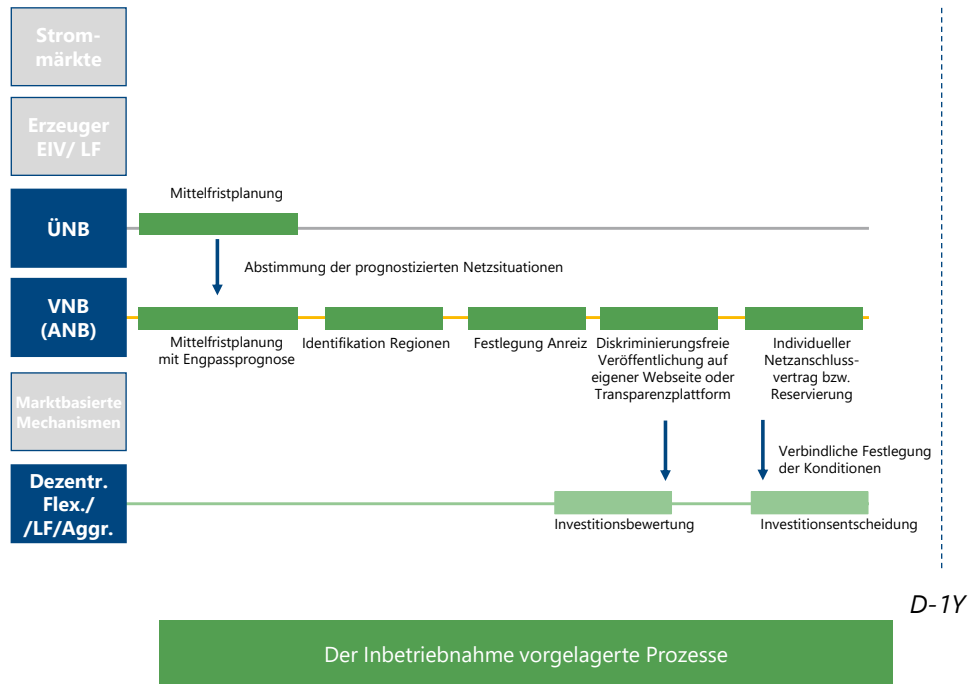 Strom-
märkte
Erzeuger
EIV/ LF
ÜNB
Mittelfristplanung
Abstimmung der prognostizierten Netzsituationen
VNB
(ANB)
Mittelfristplanung
mit Engpassprognose
Identifikation Regionen
Festlegung Anreiz
Diskriminierungsfreie
Veröffentlichung auf
eigener Webseite oder
Transparenzplattform
Individueller
Netzanschluss-
vertrag bzw.
Reservierung
Marktbasierte
Mechanismen
Verbindliche Festlegung
der Konditionen
Dezentr.
Flex./
/LF/Aggr.
Investitionsbewertung
Investitionsentscheidung
D-1Y
Der Inbetriebnahme vorgelagerte Prozesse